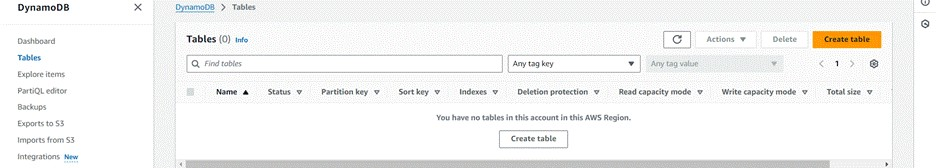 DynamoDB
Dashboard
Tables
Explore items
PartiQL editor
Backups
Exports to S3
Imports from S3
Integrations New
DynamoDB > Tables
Tables (0) Info
Actions
Delete
Create table
Find tables
Any tag key
Any tag value
1
Name Status Partition key Sort key Indexes Deletion protection Read capacity mode Write capacity mode Total size
You have no tables in this account in this AWS Region.
Create table